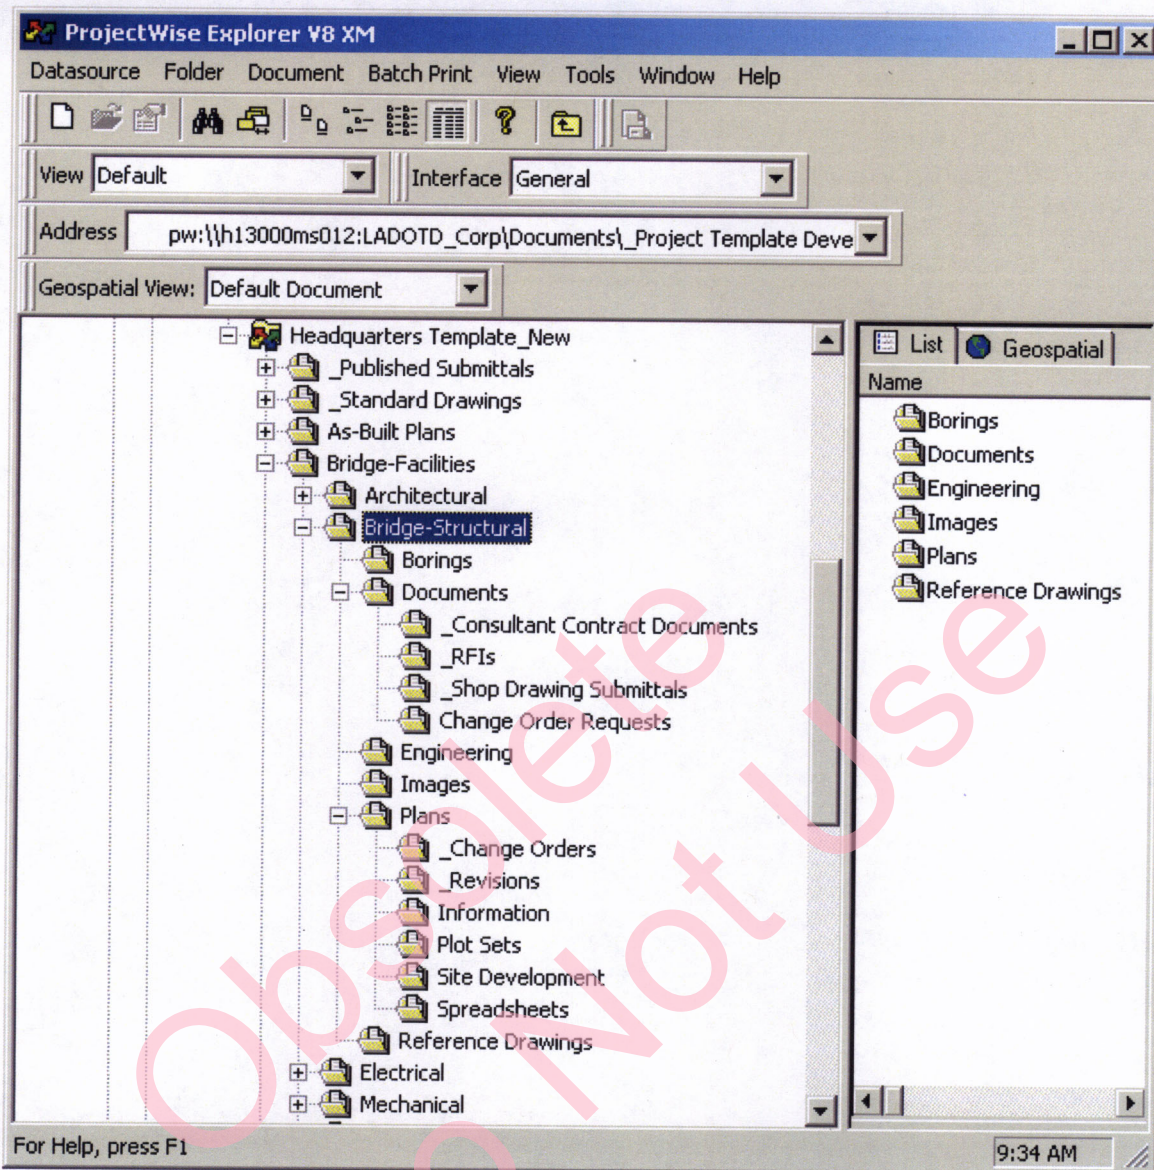 ProjectWise Explorer V8 XM
Datasource Folder Document Batch Print View Tools Window Help
View Default Interface General
Address pw:\\h13000ms012:LADOTD_Corp\Documents\_Project Template Deve
Geospatial View: Default Document
Headquarters Template_New
_Published Submittals
_Standard Drawings
As-Built Plans
Bridge-Facilities
Architectural
Bridge-Structural
Borings
Documents
_Consultant Contract Documents
_RFIs
_Shop Drawing Submittals
Change Order Requests
Engineering
Images
Plans
_Change Orders
_Revisions
Information
Plot Sets
Site Development
Spreadsheets
Reference Drawings
Electrical
Mechanical
List Geospatial
Name
Borings
Documents
Engineering
Images
Plans
Reference Drawings
For Help, press F1 9:34 AM
Obsolete
Do Not Use